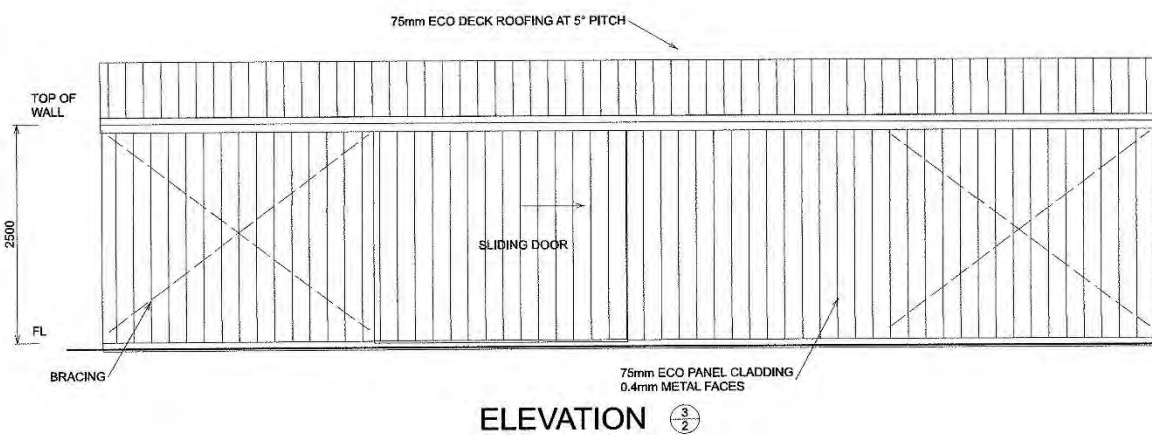 75mm ECO DECK ROOFING AT 5° PITCH
TOP OF
WALL
2500
SLIDING DOOR
FL
BRACING
75mm ECO PANEL CLADDING
0.4mm METAL FACES
ELEVATION 3
2